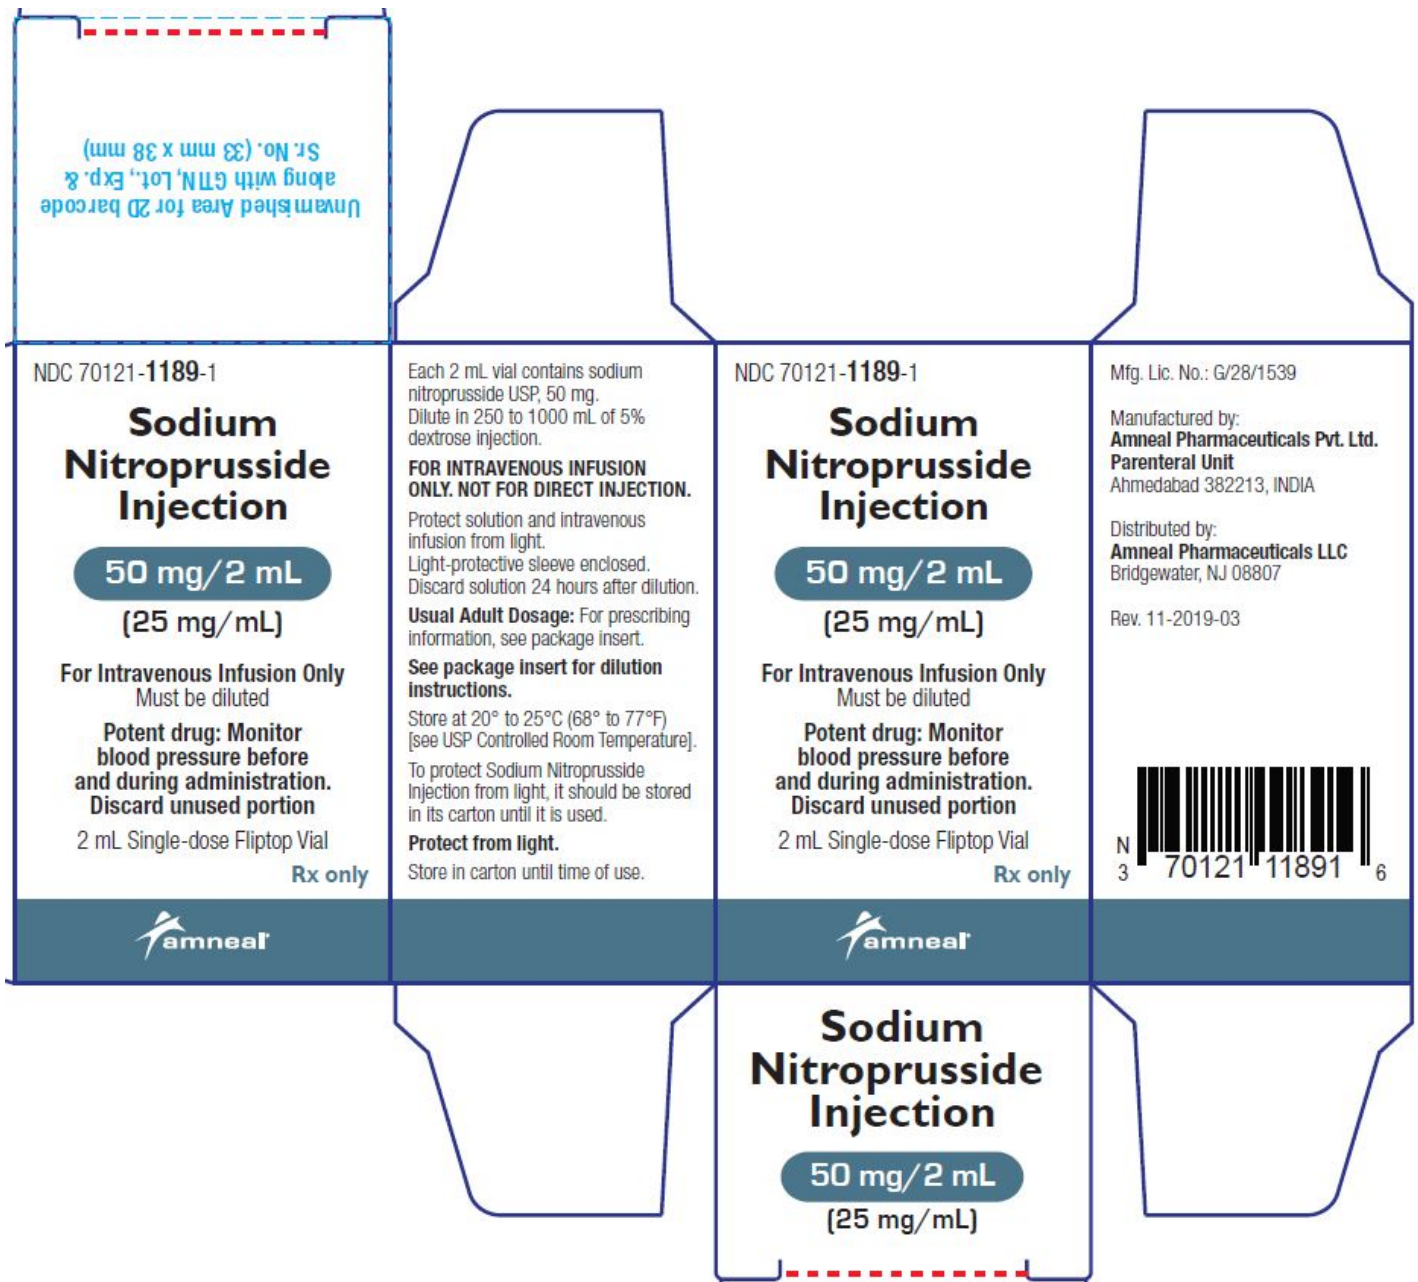 Unvarnished Area for 2D barcode
along with GTIN, Lot., Exp. &
Sr. No. (33 mm x 38 mm)
NDC 70121-1189-1
Sodium
Nitroprusside
Injection
50 mg/2 mL
(25 mg/mL)
For Intravenous Infusion Only
Must be diluted
Potent drug: Monitor
blood pressure before
and during administration.
Discard unused portion
2 mL Single-dose Fliptop Vial
Rx only
amneal
Each 2 mL vial contains sodium
nitroprusside USP, 50 mg.
Dilute in 250 to 1000 mL of 5%
dextrose injection.
FOR INTRAVENOUS INFUSION
ONLY. NOT FOR DIRECT INJECTION.
Protect solution and intravenous
infusion from light.
Light-protective sleeve enclosed.
Discard solution 24 hours after dilution.
Usual Adult Dosage: For prescribing
information, see package insert.
See package insert for dilution
instructions.
Store at 20° to 25°C (68° to 77°F)
[see USP Controlled Room Temperature].
To protect Sodium Nitroprusside
Injection from light, it should be stored
in its carton until it is used.
Protect from light.
Store in carton until time of use.
NDC 70121-1189-1
Sodium
Nitroprusside
Injection
50 mg/2 mL
(25 mg/mL)
For Intravenous Infusion Only
Must be diluted
Potent drug: Monitor
blood pressure before
and during administration.
Discard unused portion
2 mL Single-dose Fliptop Vial
Rx only
amneal
Mfg. Lic. No.: G/28/1539
Manufactured by:
Amneal Pharmaceuticals Pvt. Ltd.
Parenteral Unit
Ahmedabad 382213, INDIA
Distributed by:
Amneal Pharmaceuticals LLC
Bridgewater, NJ 08807
Rev. 11-2019-03
N
3 70121 11891 6
Sodium
Nitroprusside
Injection
50 mg/2 mL
(25 mg/mL)